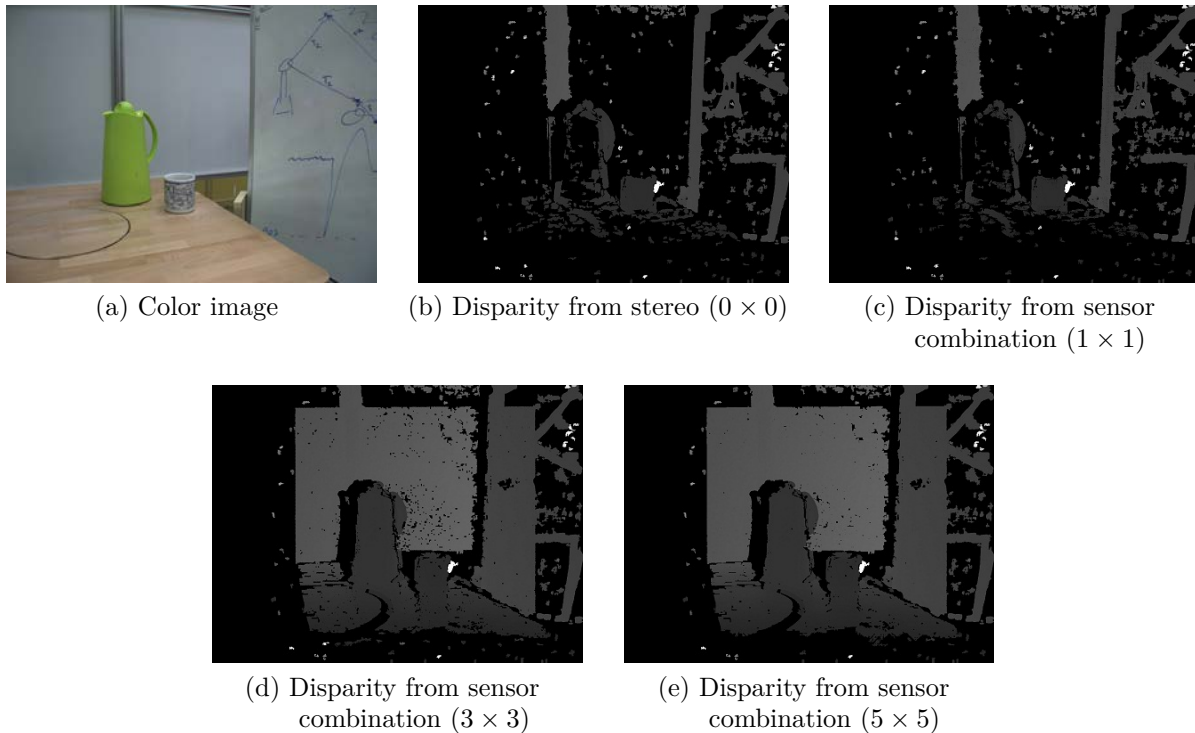 (a) Color image
(b) Disparity from stereo (0 × 0)
(c) Disparity from sensor
combination (1 × 1)
(d) Disparity from sensor
combination (3 × 3)
(e) Disparity from sensor
combination (5 × 5)